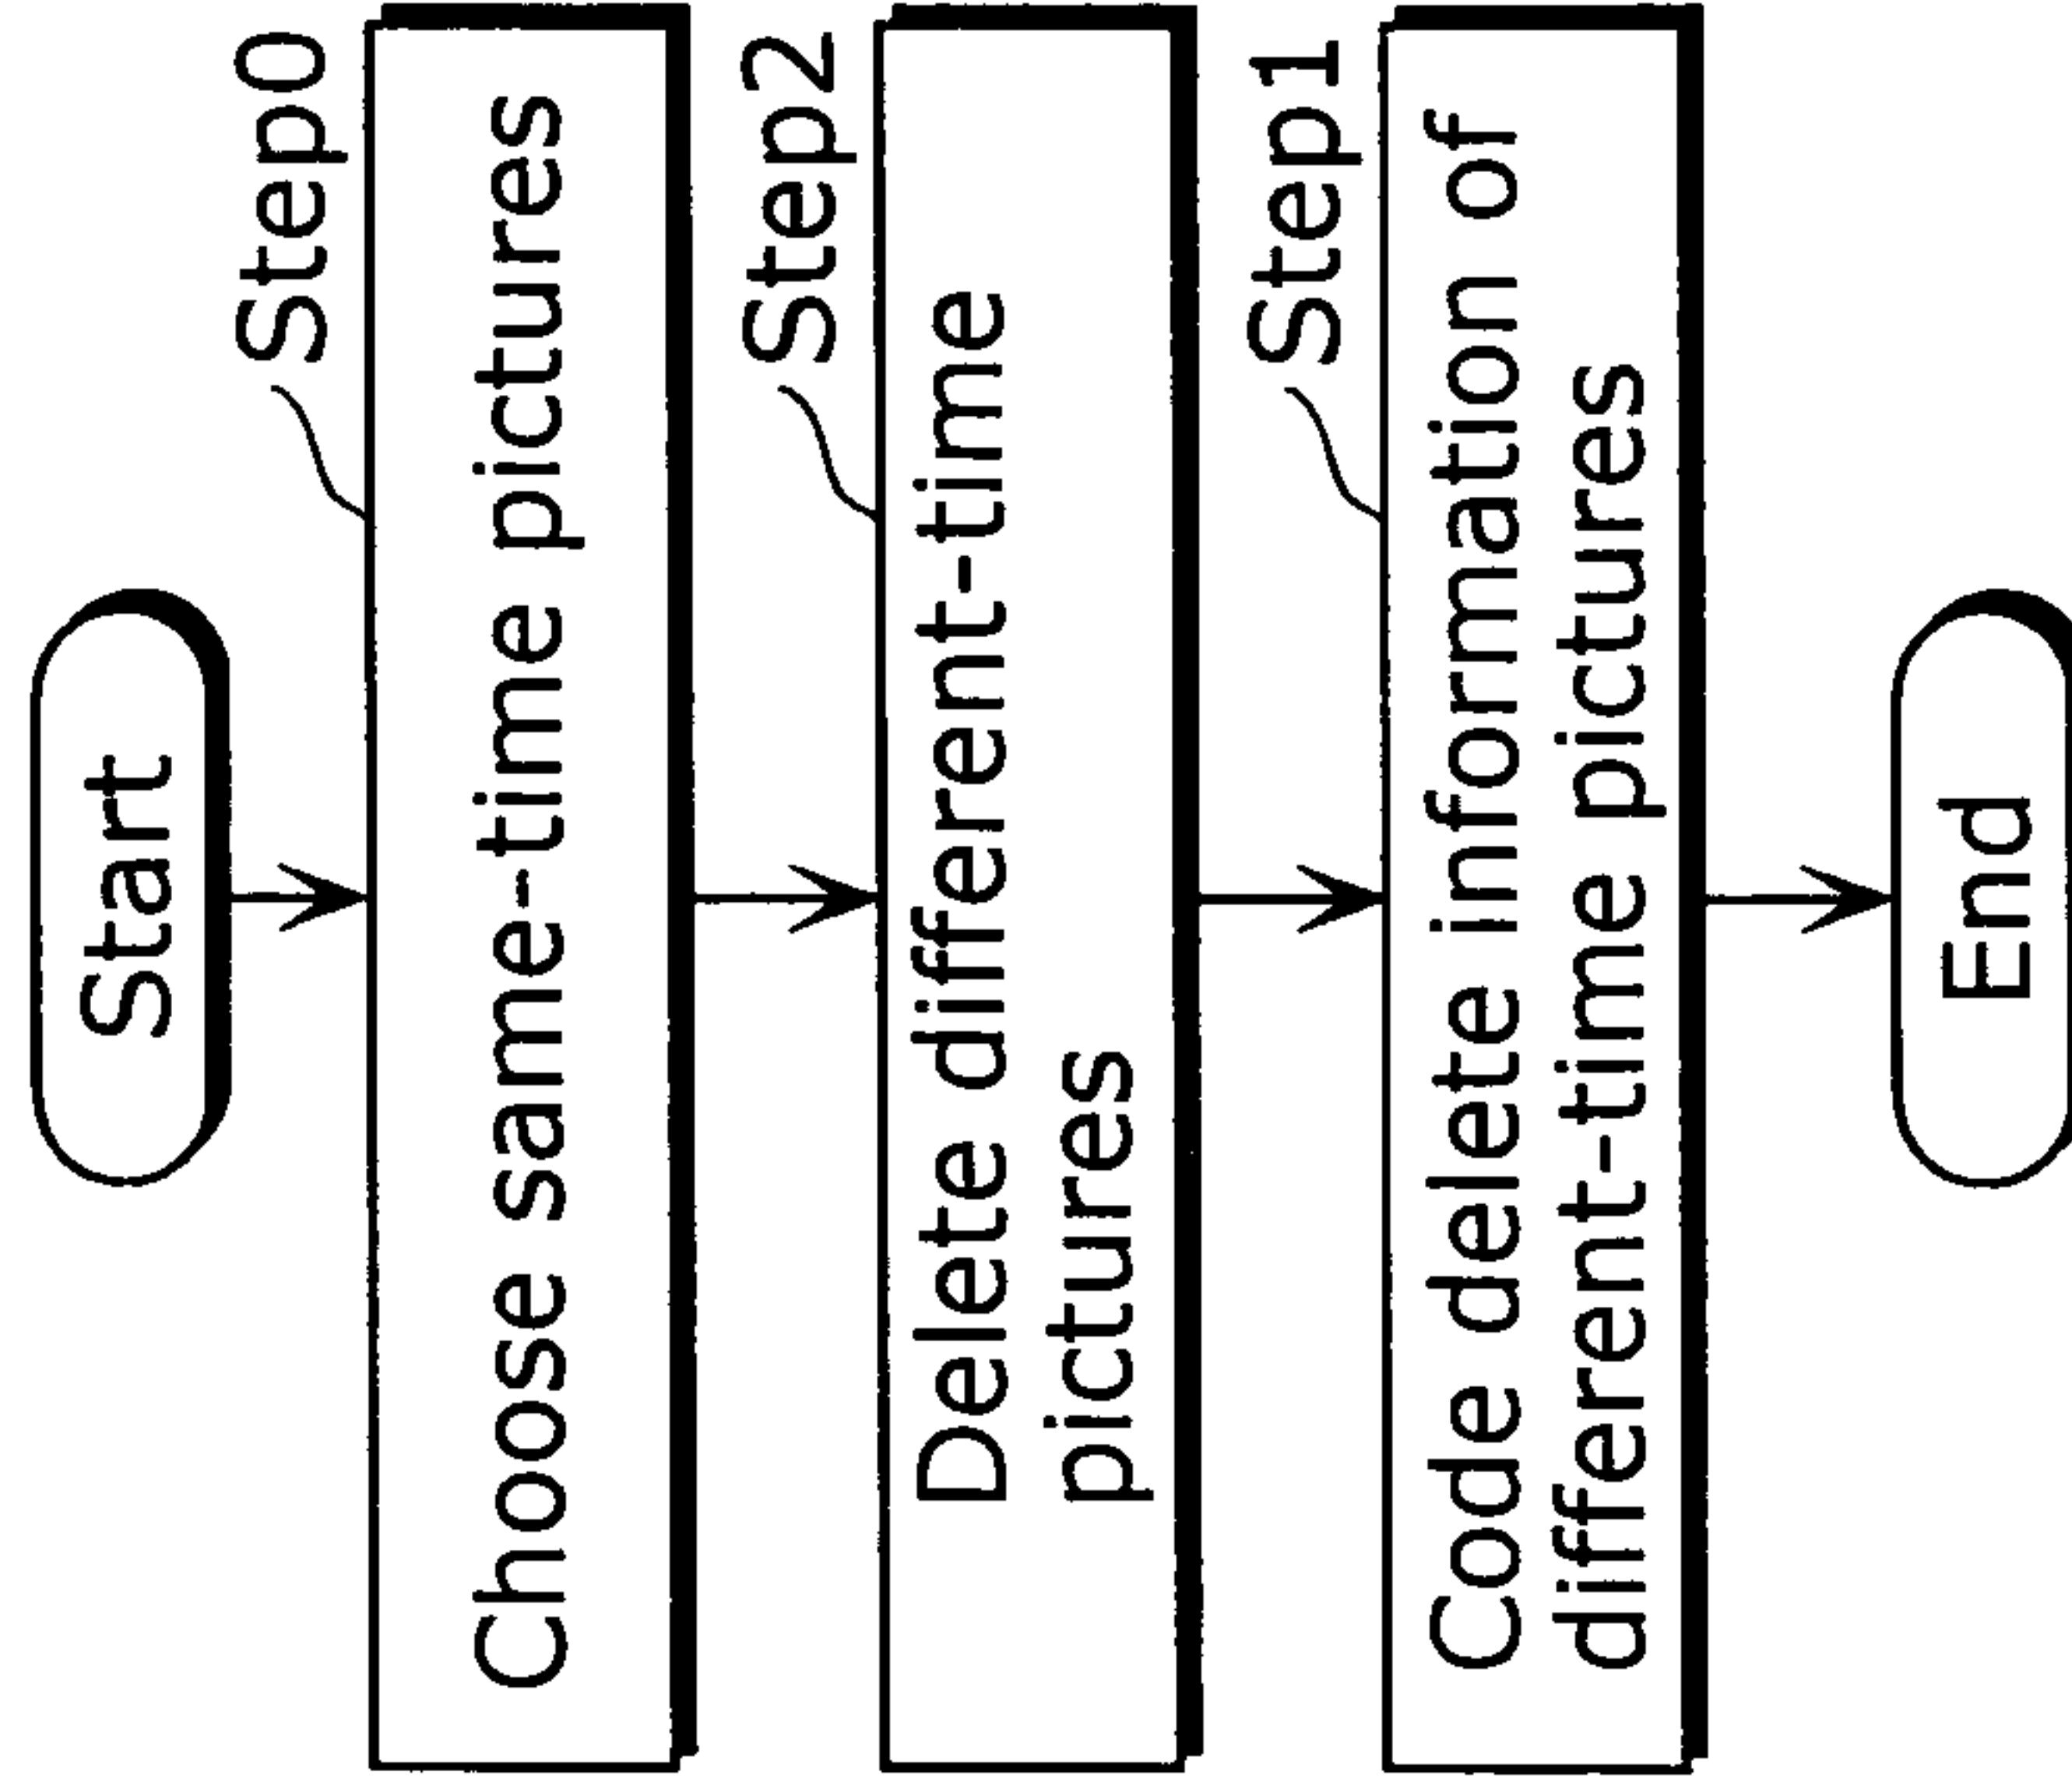 Start
Step0
Choose same-time pictures
Step2
Delete different-time
pictures
Step1
Code delete information of
different-time pictures
End